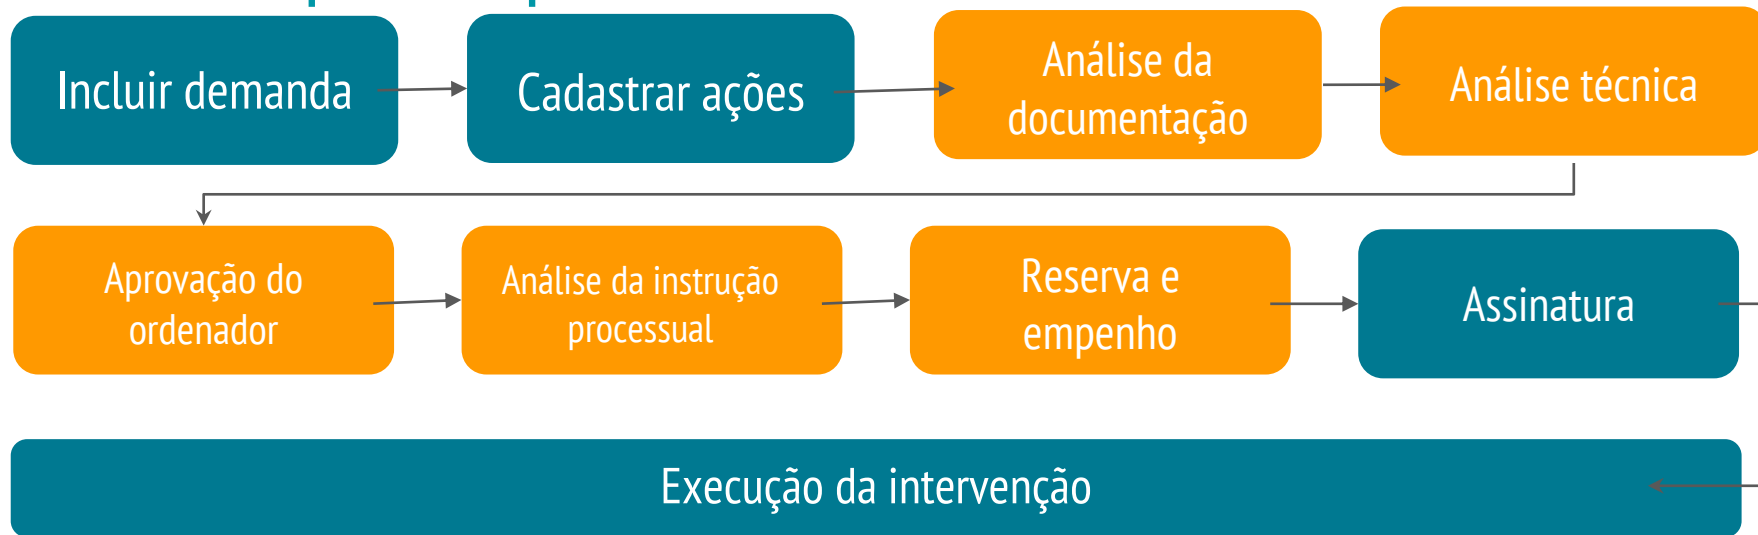 Incluir demanda
Cadastrar ações
Análise da
documentação
Análise técnica
Aprovação do
ordenador
Análise da instrução
processual
Reserva e
empenho
Assinatura
Execução da intervenção